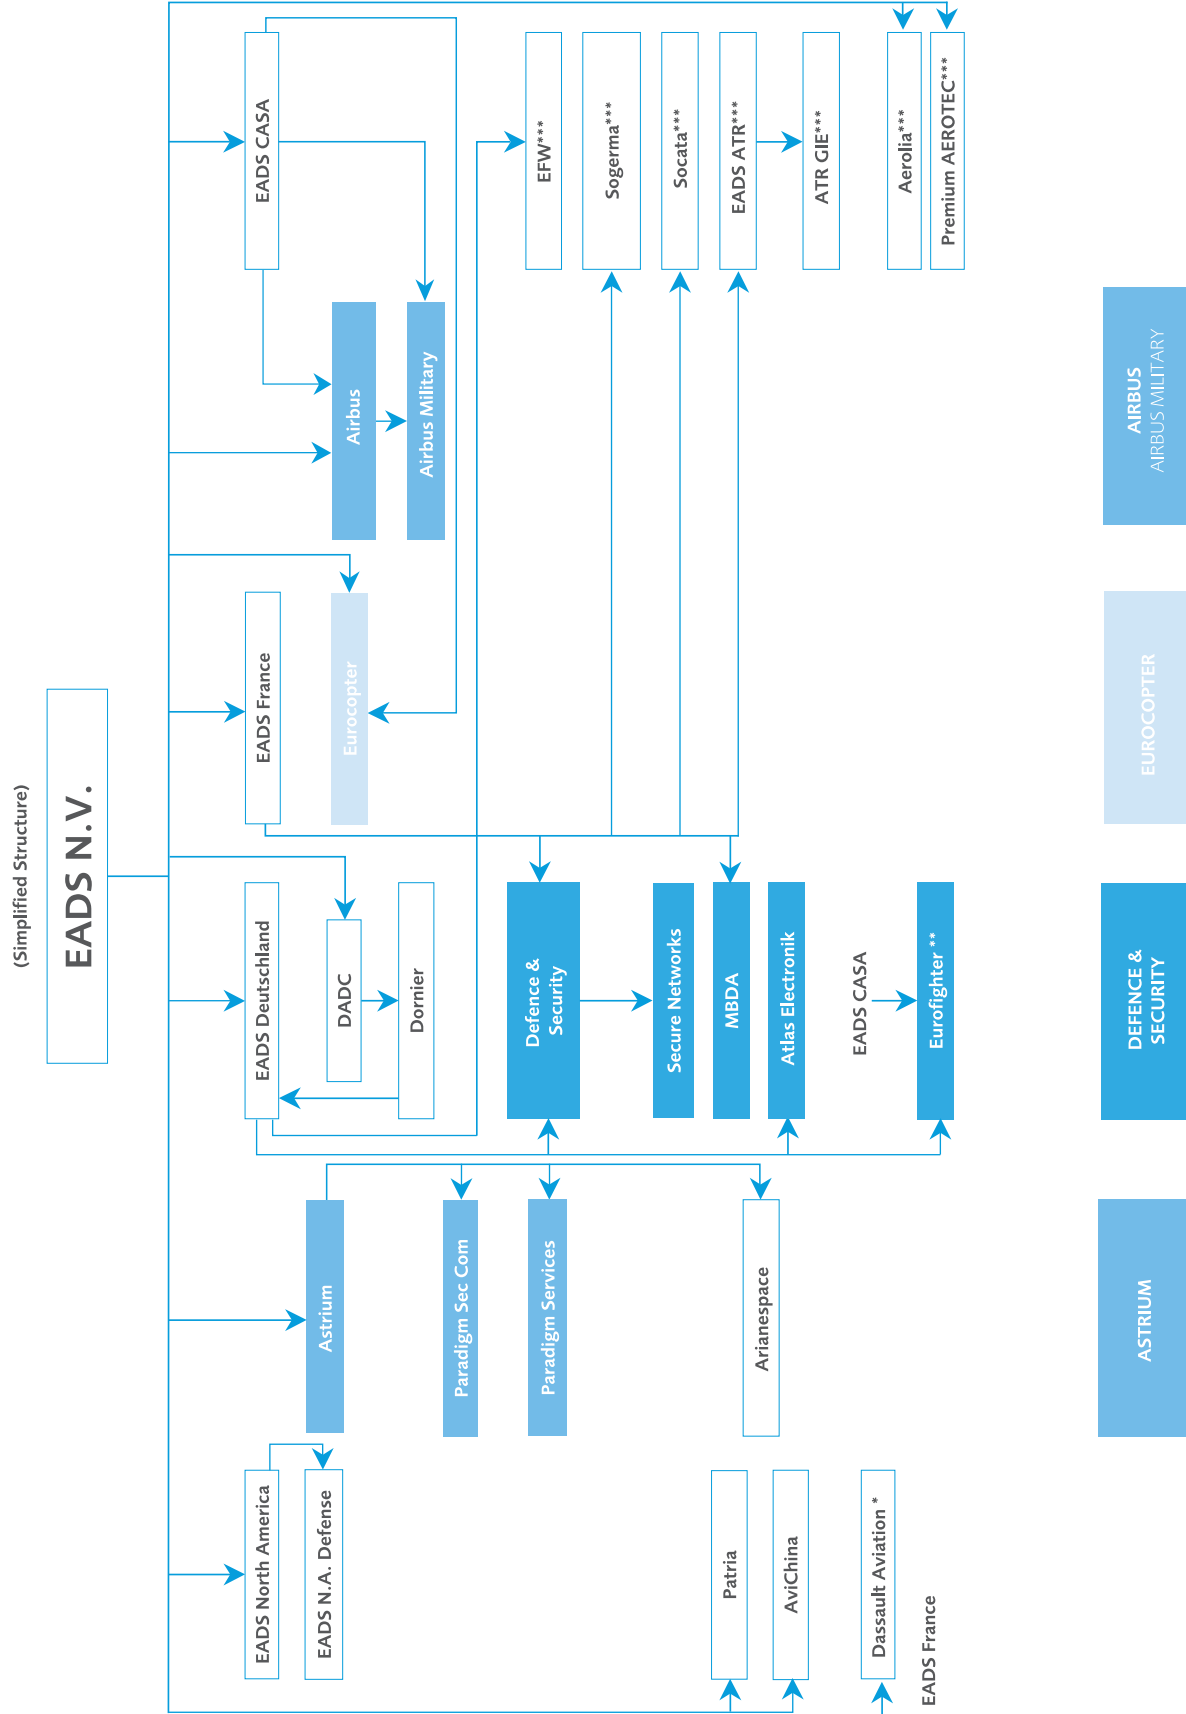 (Simplified Structure)
EADS N.V.
EADS North America
EADS N.A. Defense
Patria
AviChina
Dassault Aviation *
EADS France
Astrium
Paradigm Sec Com
Paradigm Services
Arianespace
EADS Deutschland
DADC
Dornier
Defence &
Security
Secure Networks
MBDA
Atlas Electronik
EADS CASA
Eurofighter **
EADS France
Eurocopter
EADS CASA
Airbus
Airbus Military
EFW***
Sogerma***
Socata***
EADS ATR***
ATR GIE***
Aerolia***
Premium AEROTEC***
ASTRIUM
DEFENCE &
SECURITY
EUROCOPTER
AIRBUS
AIRBUS MILITARY